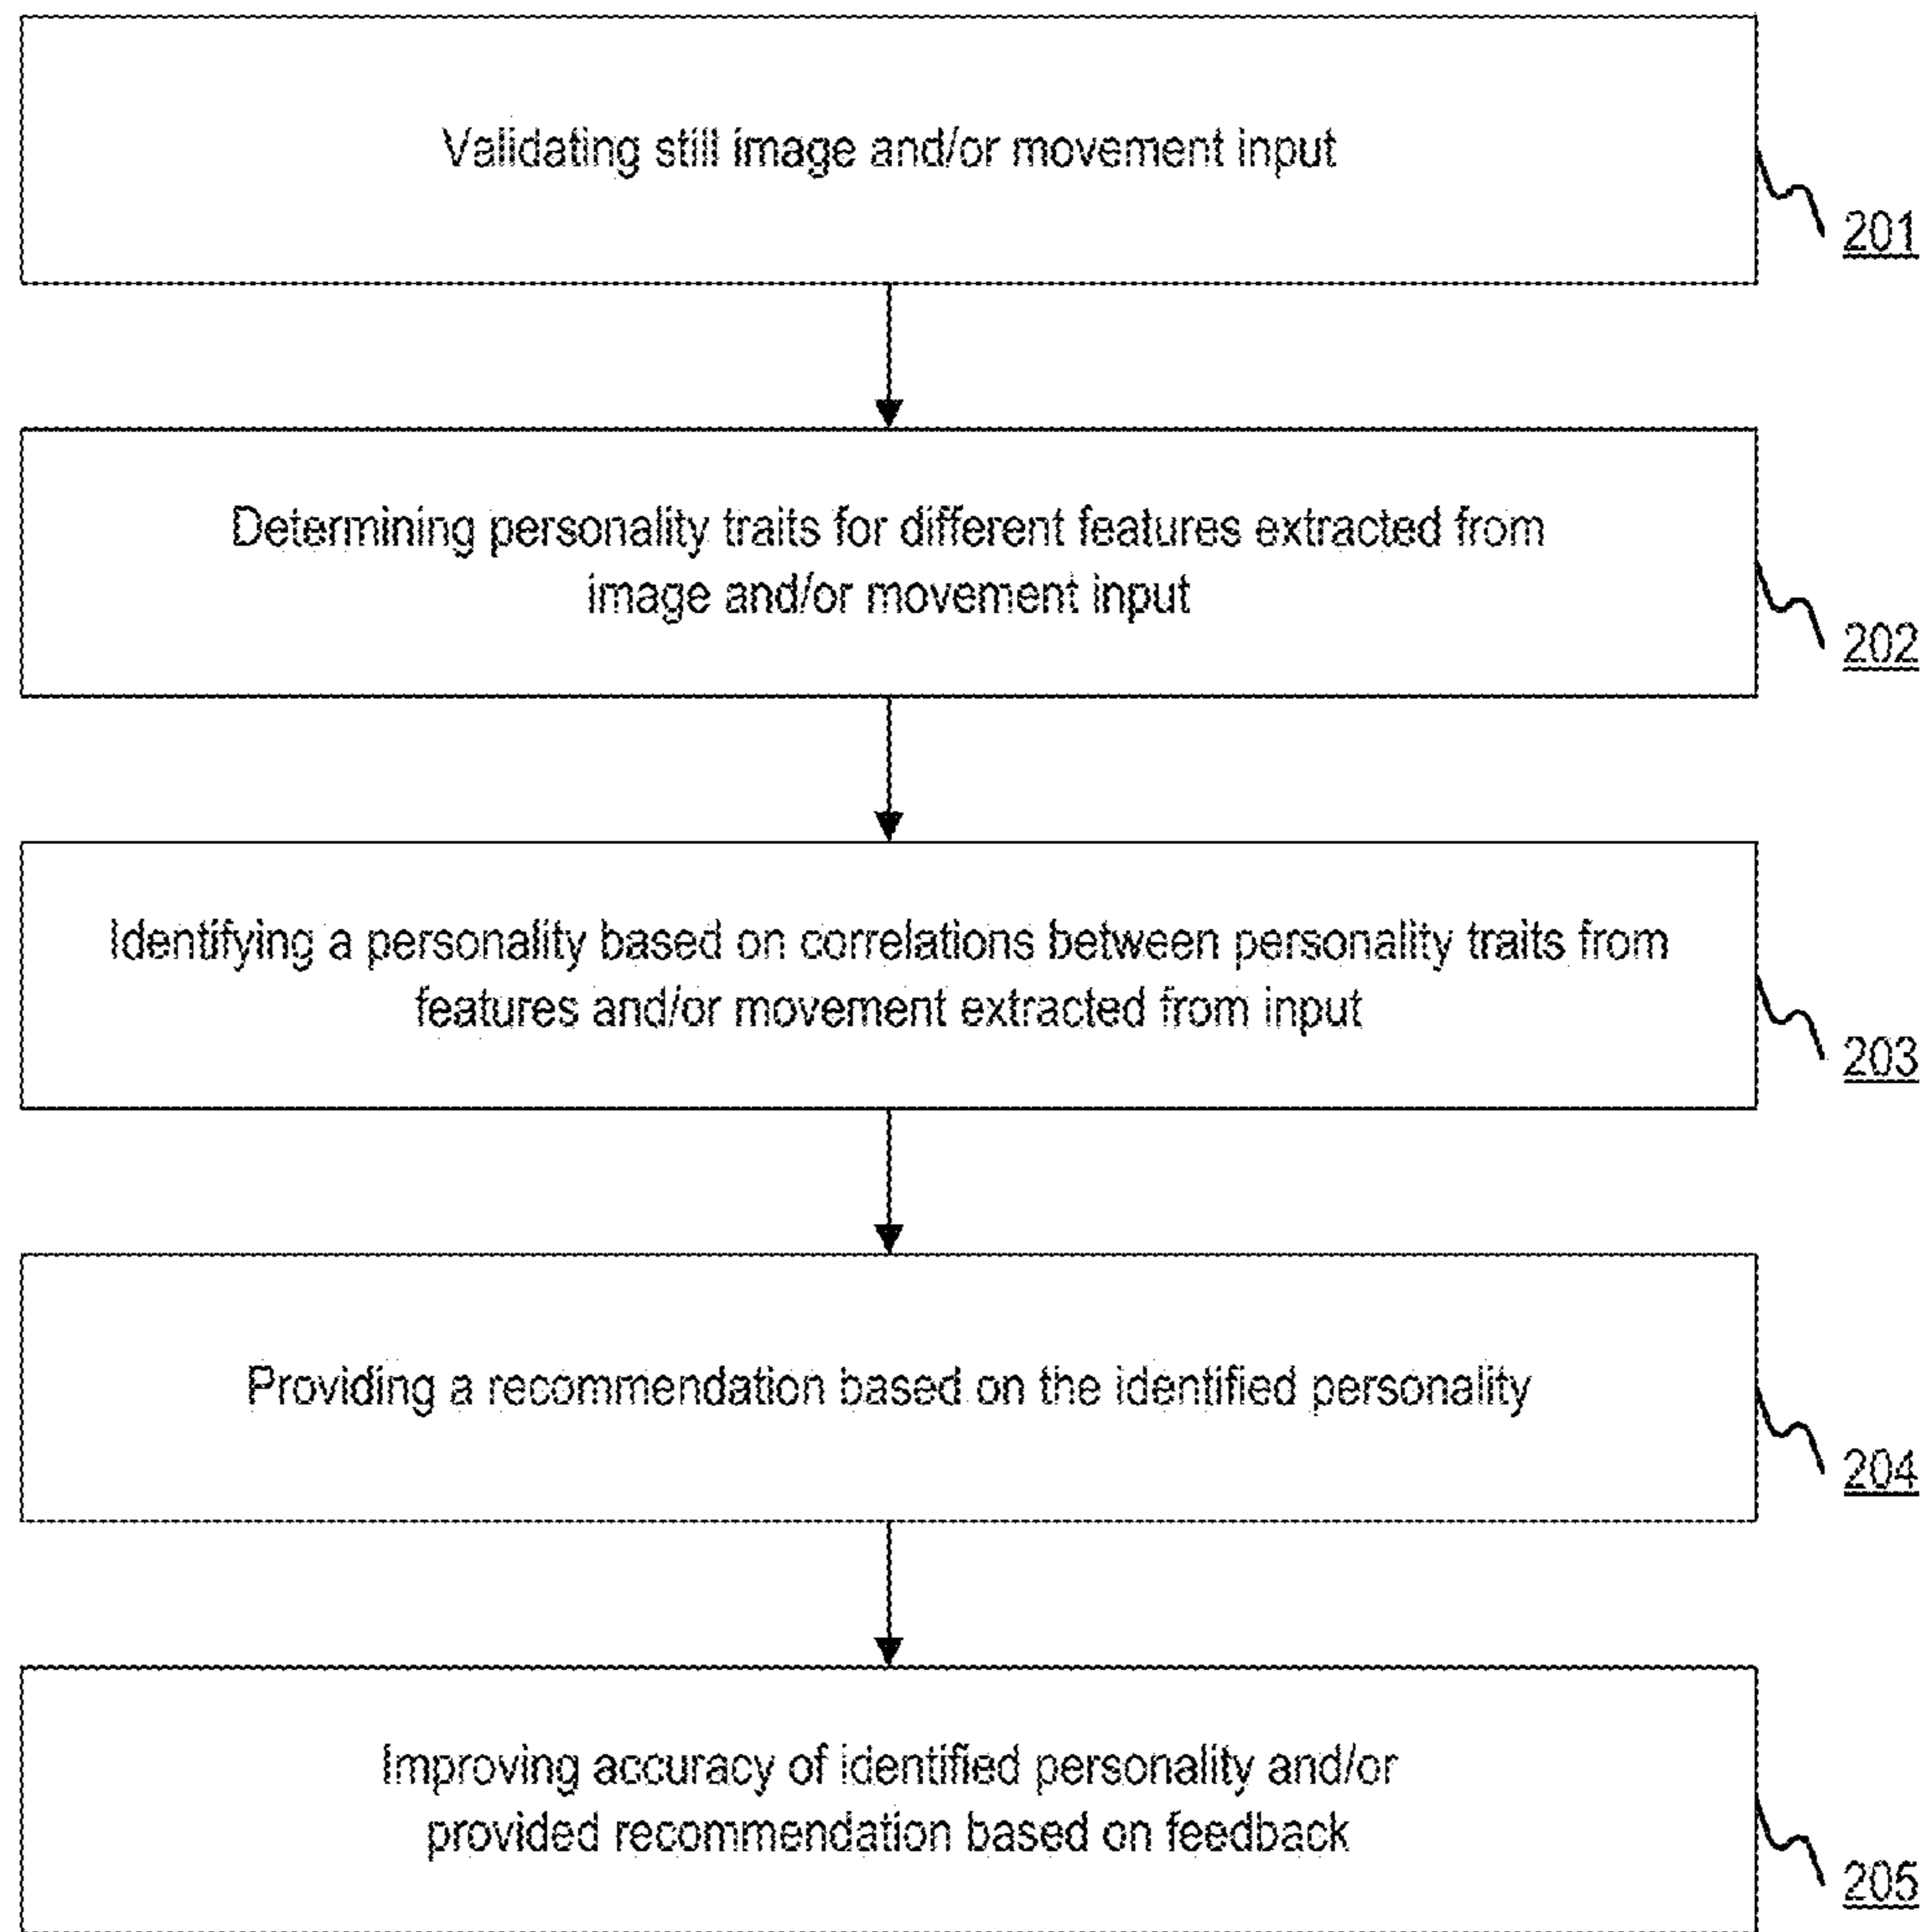 Validating still image and/or movement input
201
Determining personality traits for different features extracted from
image and/or movement input
202
Identifying a personality based on correlations between personality traits from
features and/or movement extracted from input
203
Providing a recommendation based on the identified personality
204
Improving accuracy of identified personality and/or
provided recommendation based on feedback
205